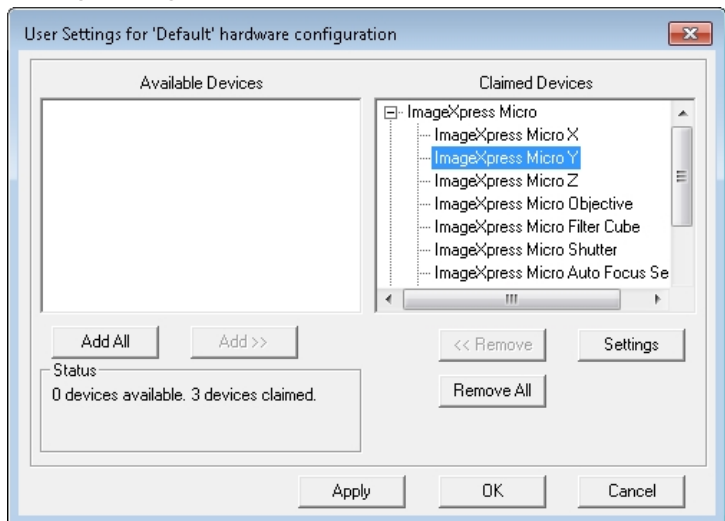 User Settings for 'Default' hardware configuration
Available Devices
Claimed Devices
ImageXpress Micro
ImageXpress Micro X
ImageXpress Micro Y
ImageXpress Micro Z
ImageXpress Micro Objective
ImageXpress Micro Filter Cube
ImageXpress Micro Shutter
ImageXpress Micro Auto Focus Se
Add All
Add >>
<< Remove
Settings
Status
0 devices available. 3 devices claimed.
Remove All
Apply
OK
Cancel